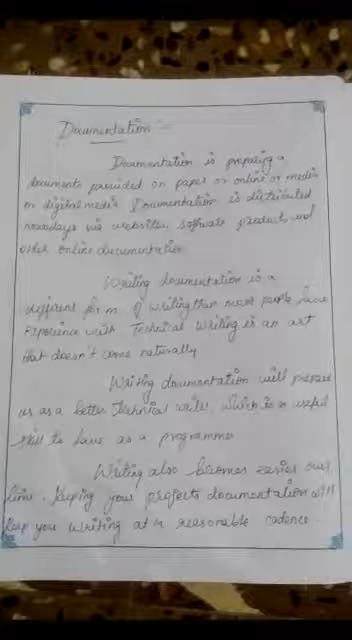 Documentation :-
Documentation is preparing a
documents provided on paper or online or media
or digital media Documentation is distributed
nowadays via websites, software product, and
other online documentation
Writing documentation is a
different form of writing than most people have
experience with Technical writing is an art
that doesn't come naturally
Writing documentation will prepare
us as a better technical writer, which is a useful
skill to have as a programmer
Writing also becomes easier over
time. Keeping your projects documentation will
keep you writing at a reasonable cadence.